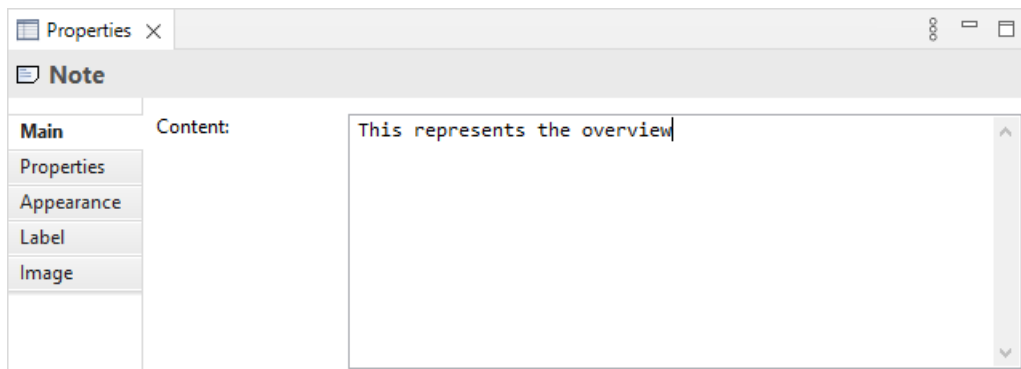 Properties
Note
Main
Content:
This represents the overview
Properties
Appearance
Label
Image